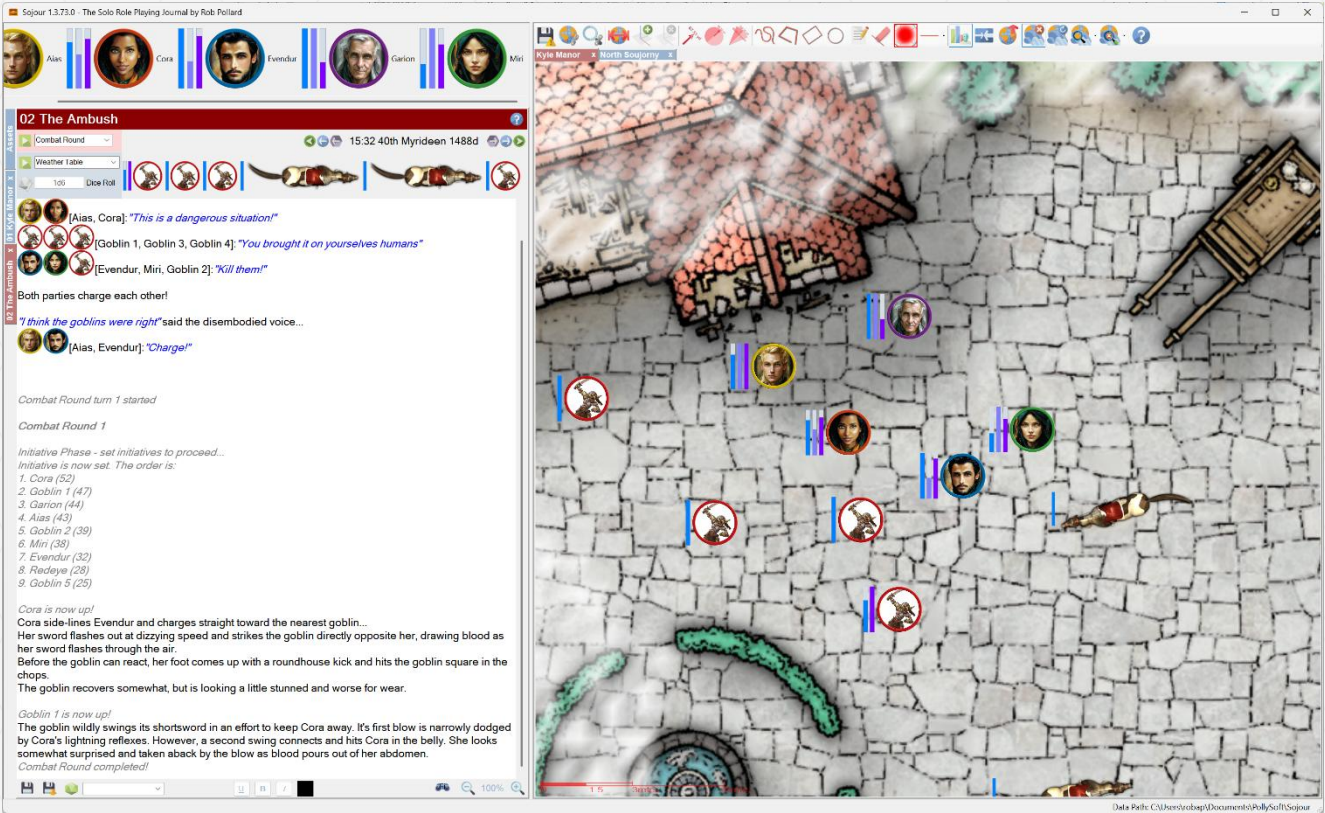 Sojour 1.3.73.0 - The Solo Role Playing Journal by Rob Pollard
Aias
Cora
Evendur
Garion
Miri
Kyle Manor x
North Soujorny x
02 The Ambush
Assets
01 Kyle Manor x
02 The Ambush x
Combat Round
15:32 40th Myrideen 1488d
Weather Table
1d6 Dice Roll
[Aias, Cora]: "This is a dangerous situation!"
[Goblin 1, Goblin 3, Goblin 4]: "You brought it on yourselves humans"
[Evendur, Miri, Goblin 2]: "Kill them!"
Both parties charge each other!
"I think the goblins were right" said the disembodied voice...
[Aias, Evendur]: "Charge!"
Combat Round turn 1 started
Combat Round 1
Initiative Phase - set initiatives to proceed...
Initiative is now set. The order is:
1. Cora (52)
2. Goblin 1 (47)
3. Garion (44)
4. Aias (43)
5. Goblin 2 (39)
6. Miri (38)
7. Evendur (32)
8. Redeye (28)
9. Goblin 5 (25)
Cora is now up!
Cora side-lines Evendur and charges straight toward the nearest goblin...
Her sword flashes out at dizzying speed and strikes the goblin directly opposite her, drawing blood as
her sword flashes through the air.
Before the goblin can react, her foot comes up with a roundhouse kick and hits the goblin square in the
chops.
The goblin recovers somewhat, but is looking a little stunned and worse for wear.
Goblin 1 is now up!
The goblin wildly swings its shortsword in an effort to keep Cora away. It's first blow is narrowly dodged
by Cora's lightning reflexes. However, a second swing connects and hits Cora in the belly. She looks
somewhat surprised and taken aback by the blow as blood pours out of her abdomen.
Combat Round completed!
U B I
100%
Data Path: C:\Users\robap\Documents\PollySoft\Sojour